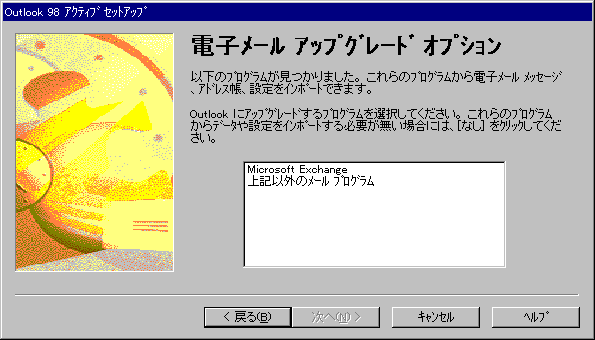 Outlook 98 アクティブ セットアップ
電子メール アップグレード オプション
以下のプログラムが見つかりました。これらのプログラムから電子メール メッセージ
、アドレス帳、設定をインポートできます。
Outlook にアップグレードするプログラムを選択してください。これらのプログラム
からデータや設定をインポートする必要が無い場合には、[なし] をクリックしてくだ
さい。
Microsoft Exchange
上記以外のメール プログラム
< 戻る(B)
次へ(N) >
キャンセル
ヘルプ